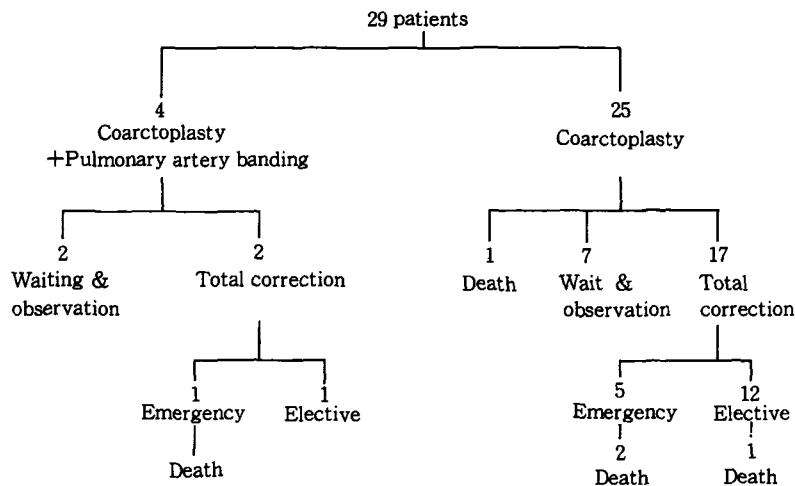 29 patients
4
Coarctoplasty
+Pulmonary artery banding
25
Coarctoplasty
2
Waiting &
observation
2
Total correction
1
Death
7
Wait &
observation
17
Total
correction
1
Emergency
Death
1
Elective
5
Emergency
2
Death
12
Elective
1
Death